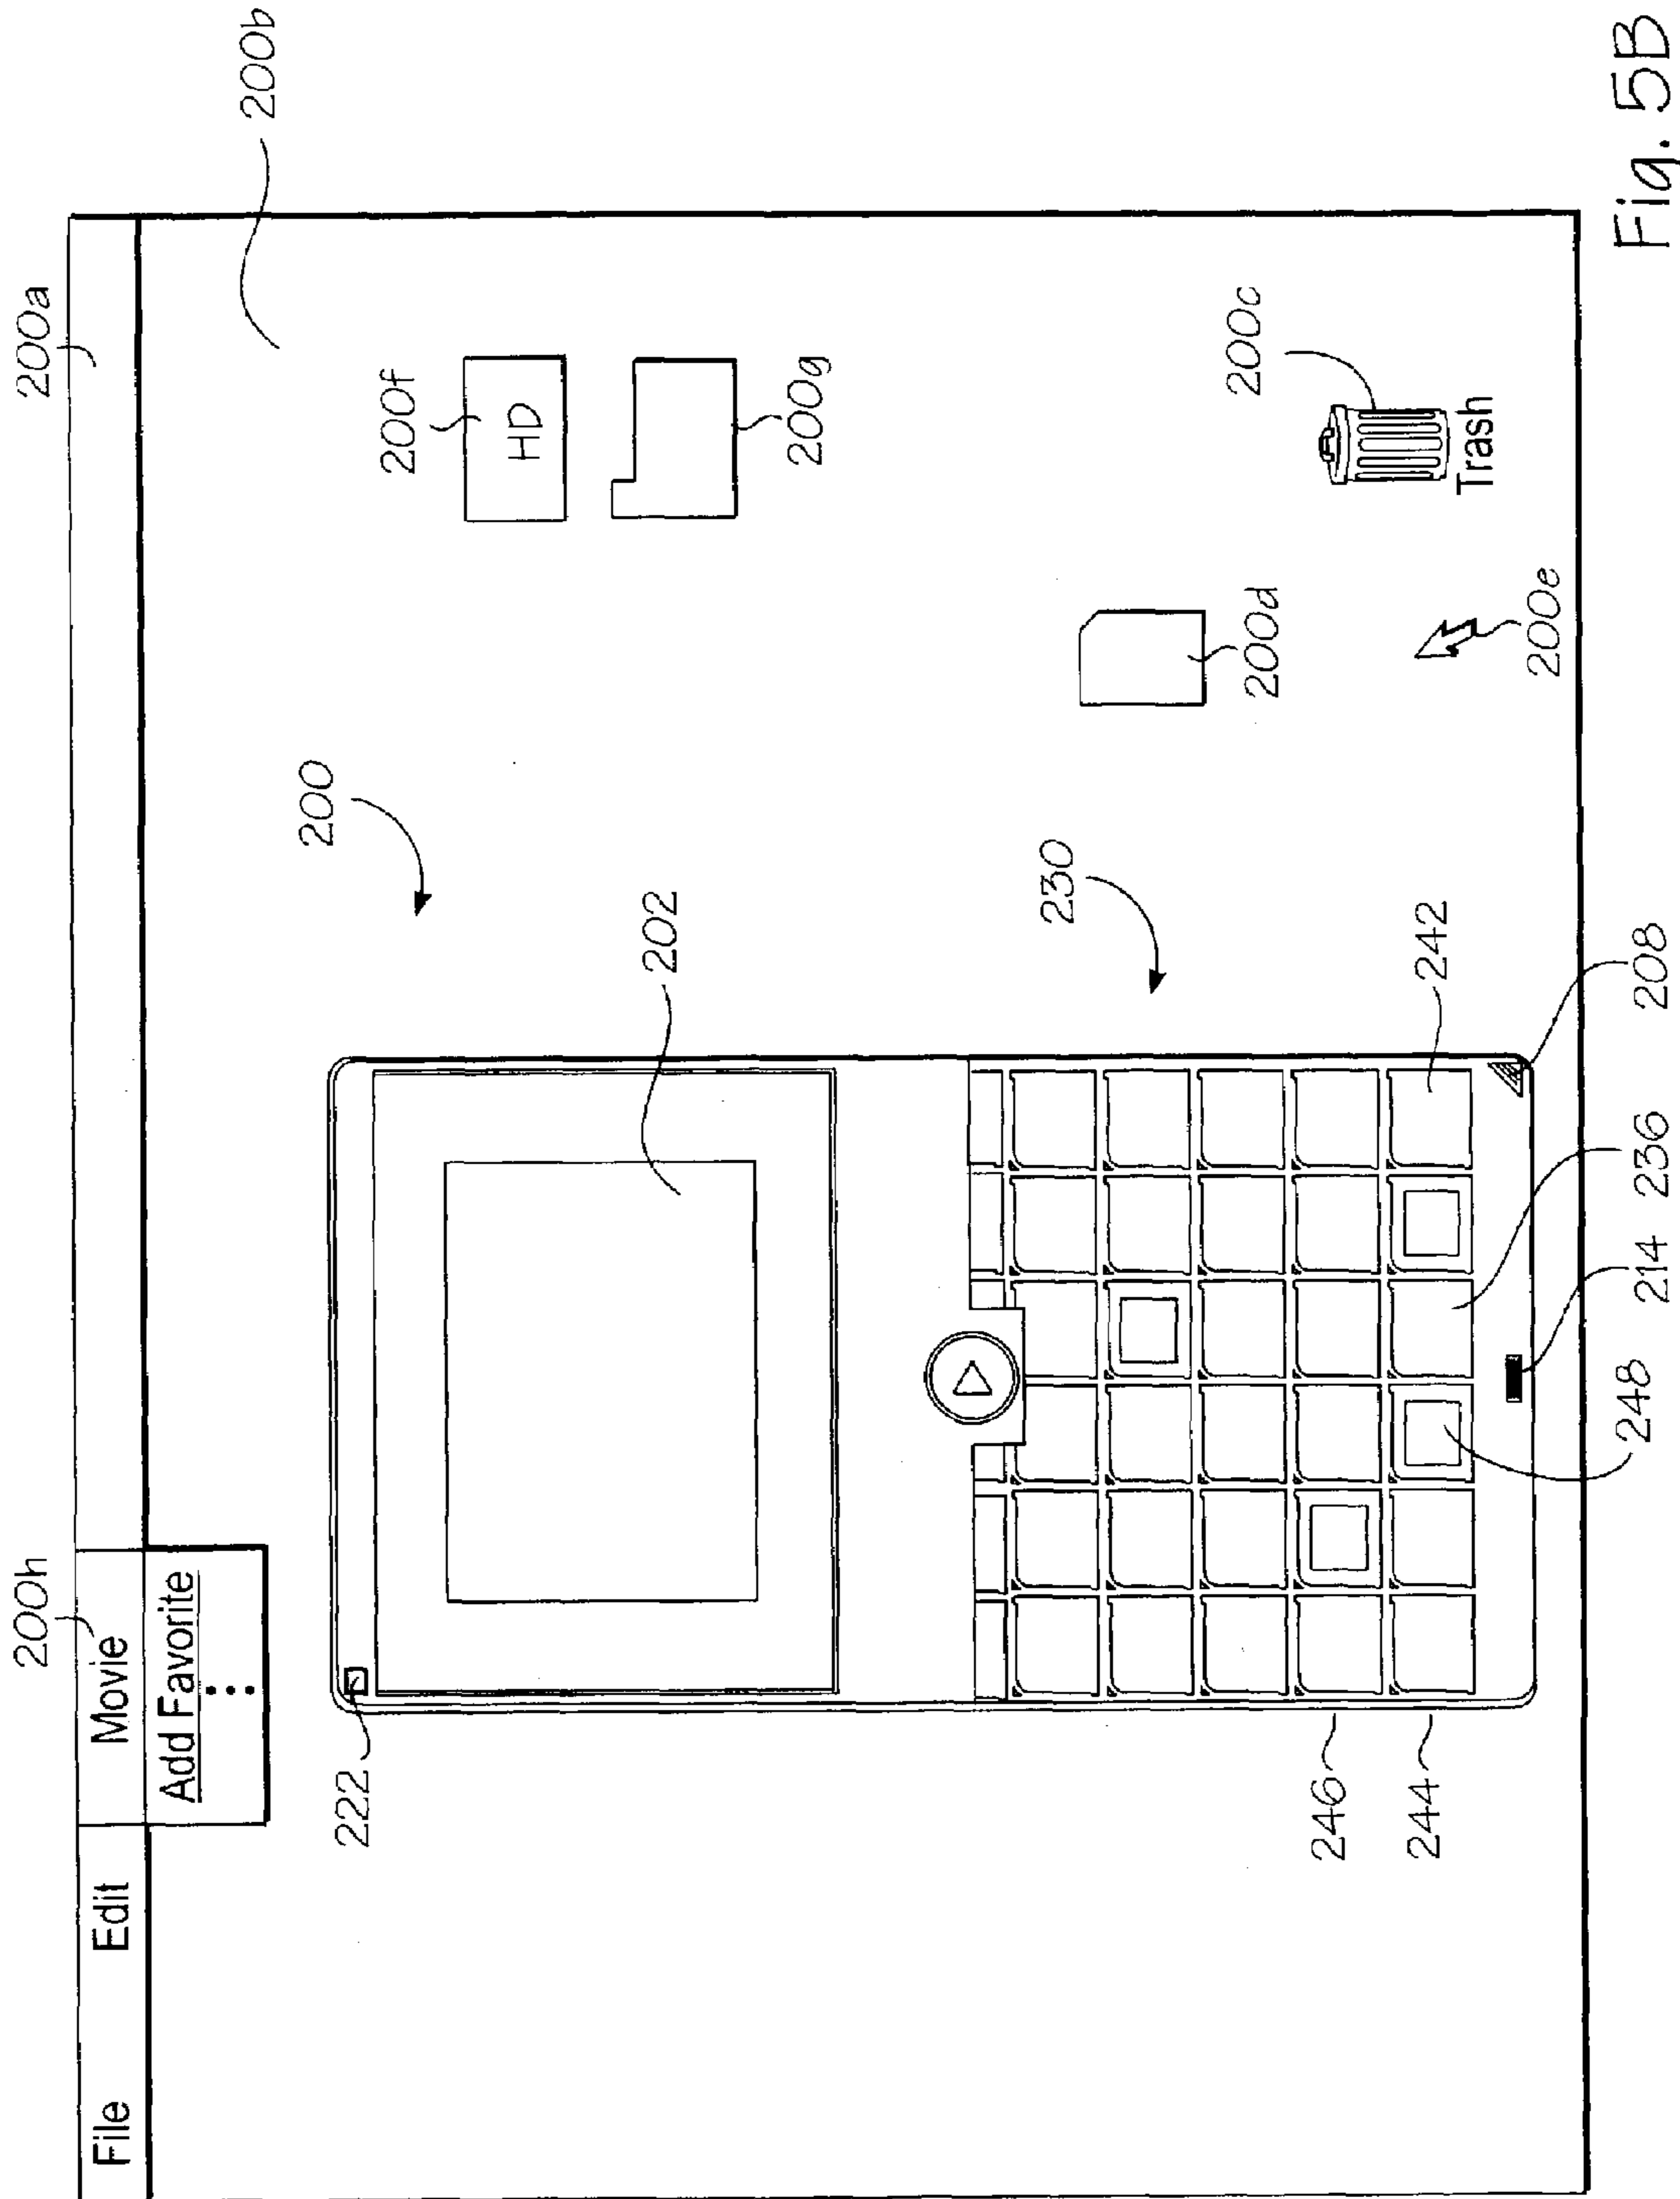 200h
200a
200b
File Edit Movie
Add Favorite
200
200f
HD
222
202
200g
230
200d
200c
Trash
246
244
242
200e
248
214
236
208
Fig. 5B